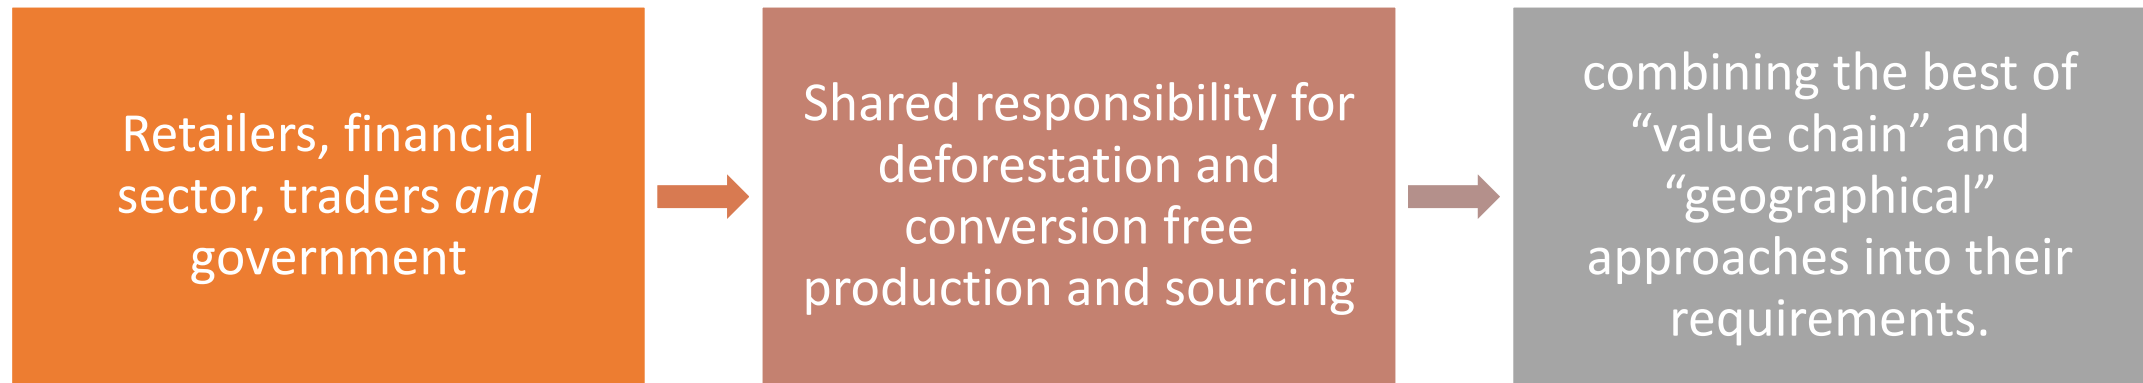 Retailers, financial
sector, traders and
government
Shared responsibility for
deforestation and
conversion free
production and sourcing
combining the best of
“value chain” and
“geographical”
approaches into their
requirements.